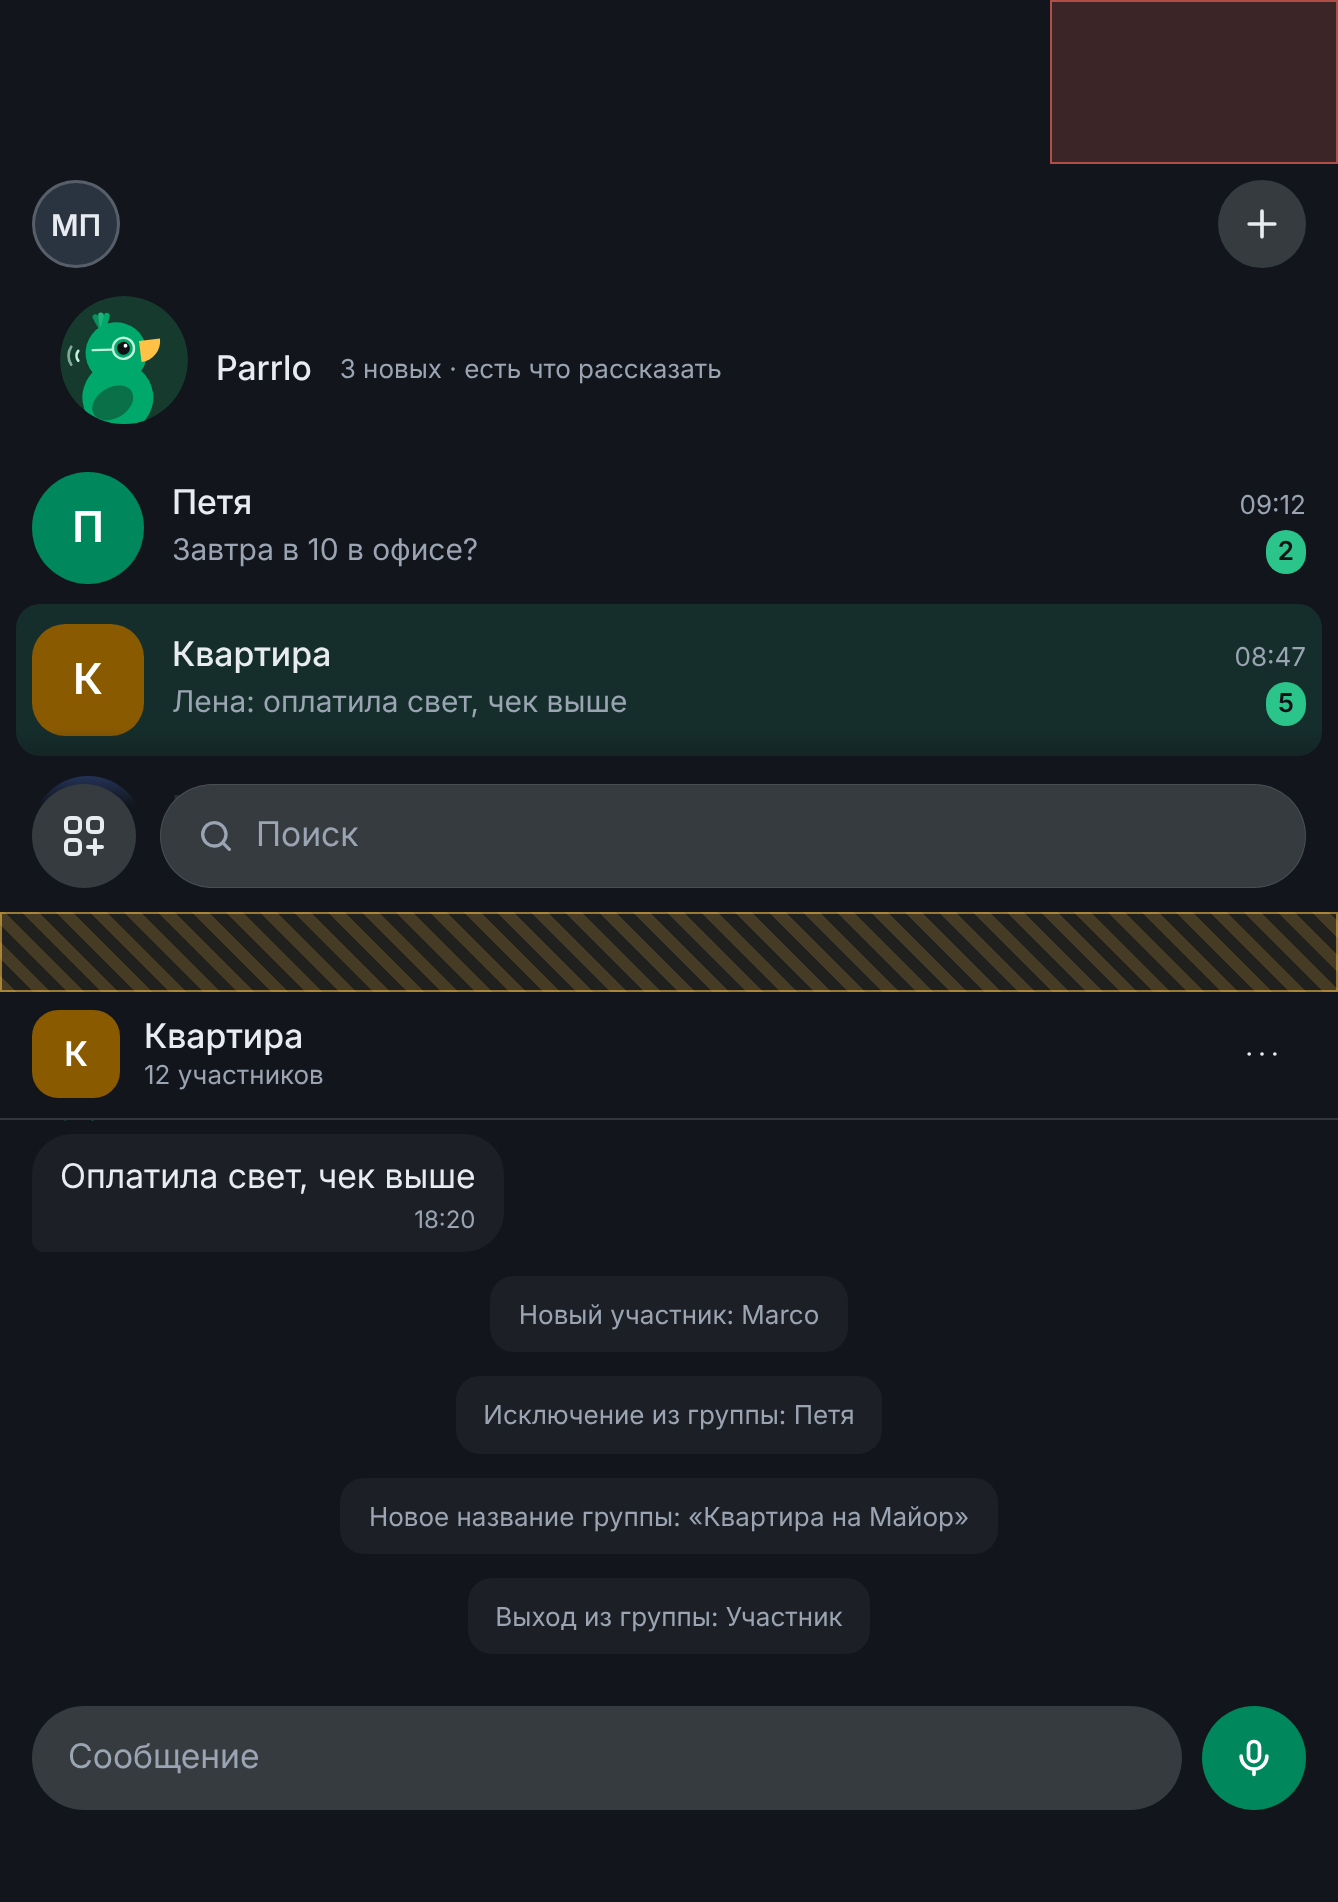 МП
Parrlo 3 новых · есть что рассказать
П
Петя
09:12
Завтра в 10 в офисе?
2
К
Квартира
08:47
Лена: оплатила свет, чек выше
5
Поиск
К
Квартира
12 участников
Оплатила свет, чек выше
18:20
Новый участник: Marco
Исключение из группы: Петя
Новое название группы: «Квартира на Майор»
Выход из группы: Участник
Сообщение